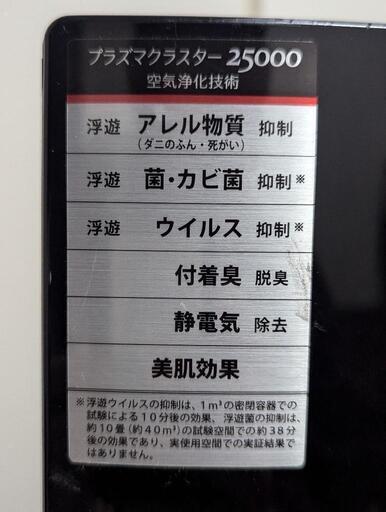 プラズマクラスター 25000
空気浄化技術
浮遊 アレル物質 抑制
(ダニのふん・死がい)
浮遊 菌・カビ菌 抑制※
浮遊 ウイルス 抑制※
付着臭 脱臭
静電気 除去
美肌効果
※浮遊ウイルスの抑制は、1m³の密閉容器での
試験による10分後の効果、浮遊菌の抑制は、
約10畳(約40m³)の試験空間での約38分
後の効果であり、実使用空間での実証結果で
はありません。